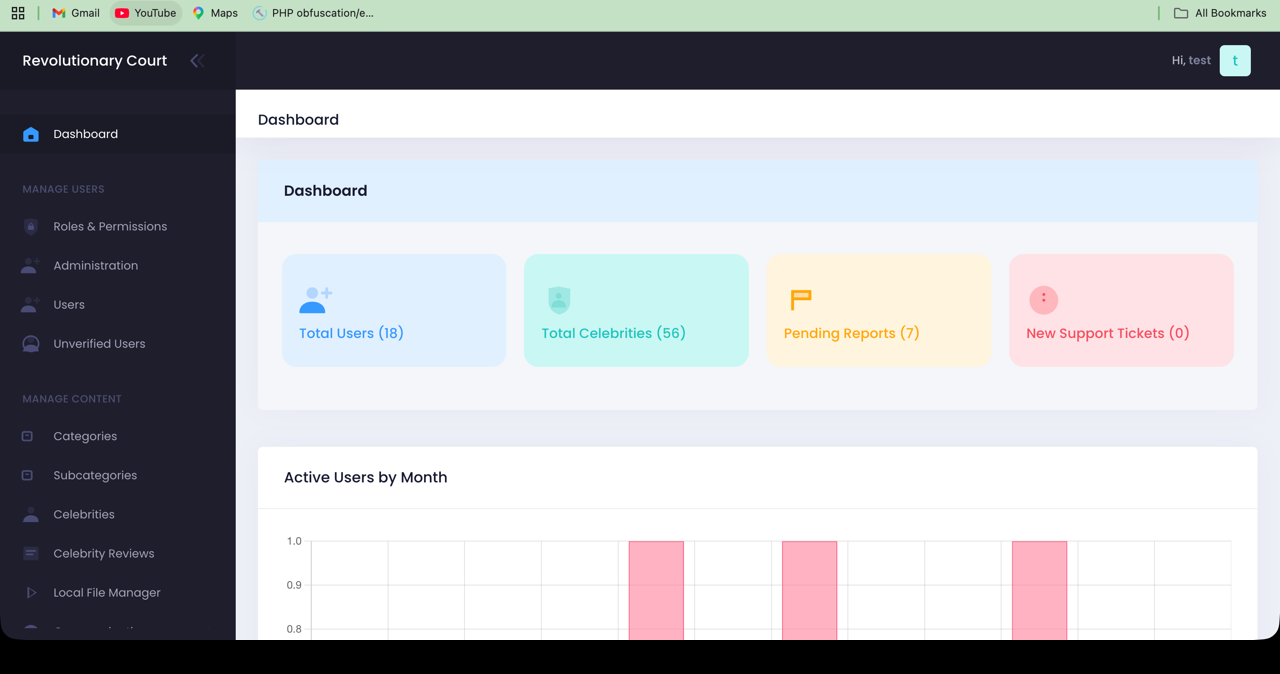 Gmail
YouTube
Maps
PHP obfuscation/e...
All Bookmarks
Revolutionary Court
Hi, test
t
Dashboard
Dashboard
MANAGE USERS
Roles & Permissions
Administration
Users
Unverified Users
MANAGE CONTENT
Categories
Subcategories
Celebrities
Celebrity Reviews
Local File Manager
Dashboard
Total Users (18)
Total Celebrities (56)
Pending Reports (7)
New Support Tickets (0)
Active Users by Month
1.0
0.9
0.8